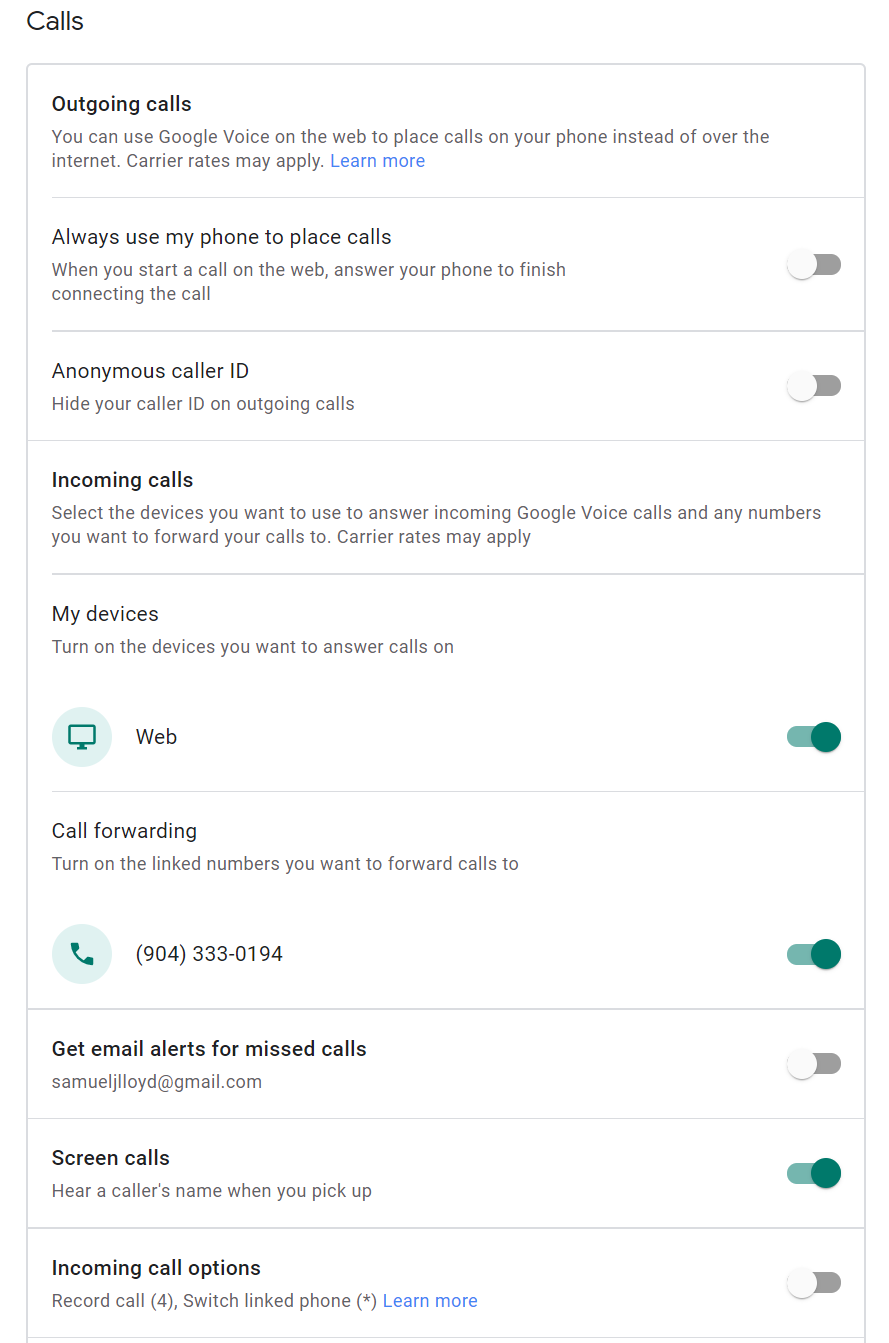 Calls
Outgoing calls
You can use Google Voice on the web to place calls on your phone instead of over the
internet. Carrier rates may apply. Learn more
Always use my phone to place calls
When you start a call on the web, answer your phone to finish
connecting the call
Anonymous caller ID
Hide your caller ID on outgoing calls
Incoming calls
Select the devices you want to use to answer incoming Google Voice calls and any numbers
you want to forward your calls to. Carrier rates may apply
My devices
Turn on the devices you want to answer calls on
Web
Call forwarding
Turn on the linked numbers you want to forward calls to
(904) 333-0194
Get email alerts for missed calls
samueljlloyd@gmail.com
Screen calls
Hear a caller's name when you pick up
Incoming call options
Record call (4), Switch linked phone (*) Learn more